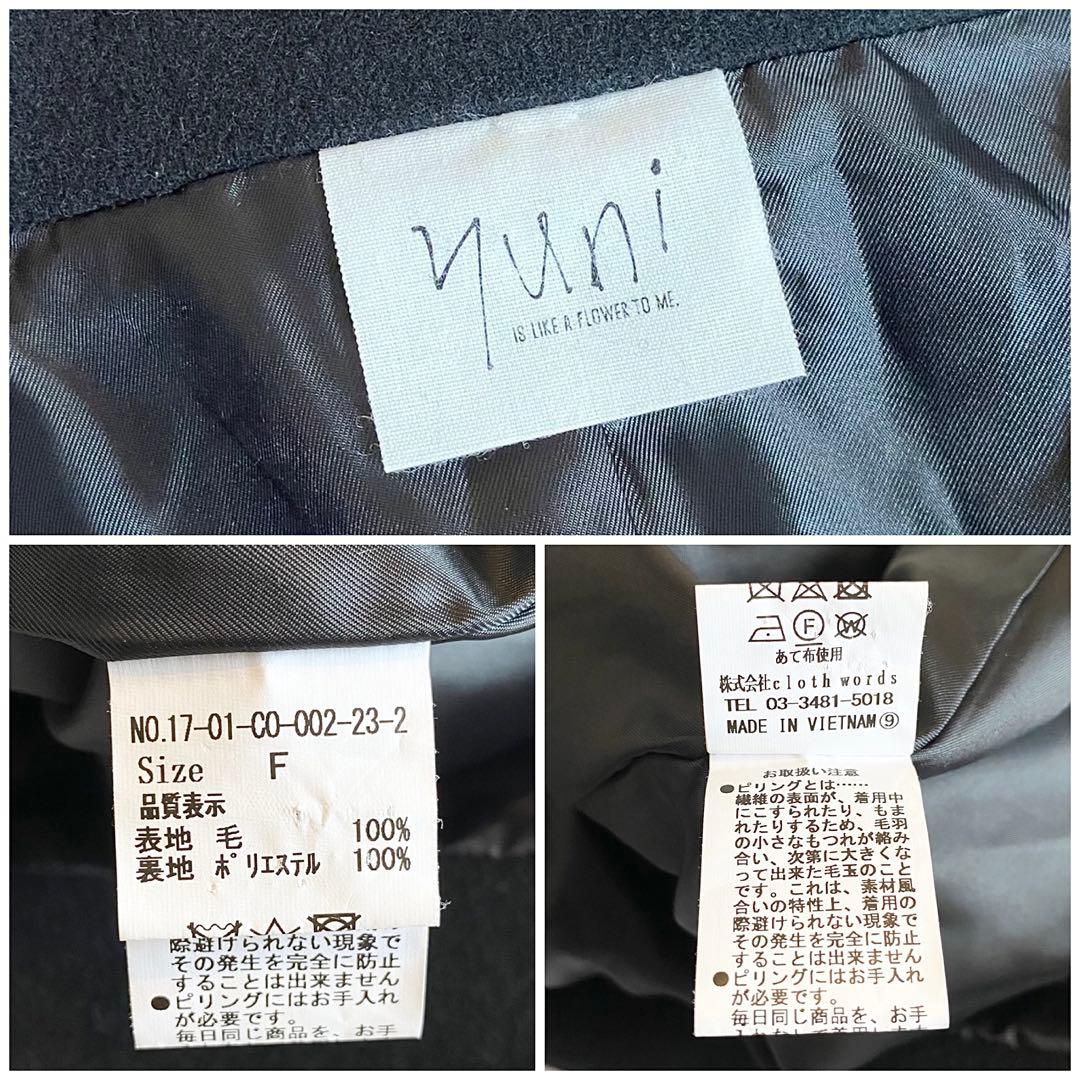 yuni
IS LIKE A FLOWER TO ME.
NO.17-01-CO-002-23-2
Size F
品質表示
表地 毛 100%
裏地 ポリエステル 100%
際避けられない現象で
その発生を完全に防止
することは出来ません
●ピリングにはお手入れ
が必要です。
毎日同じ商品を、お手
F W
あて布使用
株式会社cloth words
TEL 03-3481-5018
MADE IN VIETNAM⑨
お取扱い注意
●ピリングとは……
繊維の表面が、着用中
にこすられたり、もま
れたりするため、毛羽
の小さなもつれが絡み
合い、次第に大きくな
って出来た毛玉のこと
です。これは、素材風
合いの特性上、着用の
際避けられない現象で
その発生を完全に防止
することは出来ません
●ピリングにはお手入れ
が必要です。
毎日同じ商品を、お手